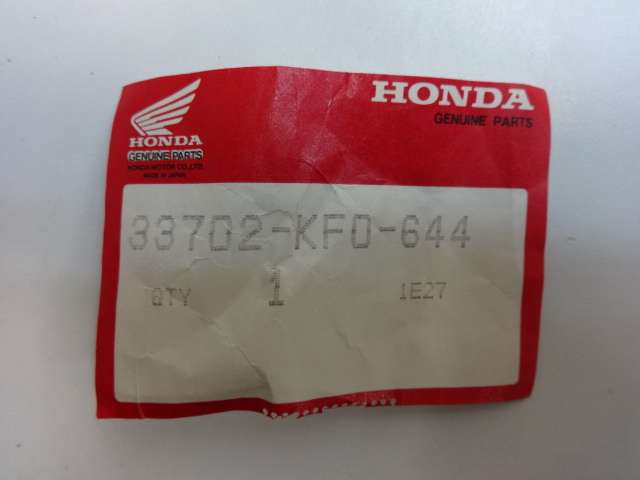 HONDA
GENUINE PARTS
HONDA MOTOR CO.,LTD.
MADE IN JAPAN
HONDA
GENUINE PARTS
33702-KF0-644
QTY 1 1E27